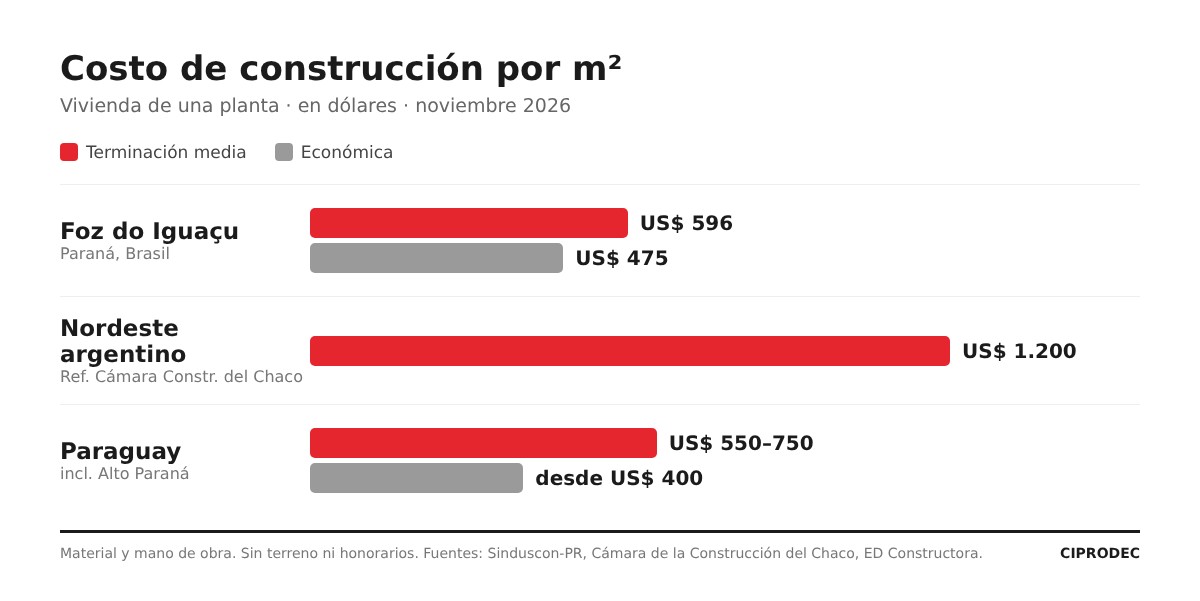 Costo de construcción por m²
Vivienda de una planta · en dólares · noviembre 2026
Terminación media
Económica
Foz do Iguaçu
Paraná, Brasil
US$ 596
US$ 475
Nordeste
argentino
Ref. Cámara Constr. del Chaco
US$ 1.200
Paraguay
incl. Alto Paraná
US$ 550–750
desde US$ 400
Material y mano de obra. Sin terreno ni honorarios. Fuentes: Sinduscon-PR, Cámara de la Construcción del Chaco, ED Constructora.
CIPRODEC